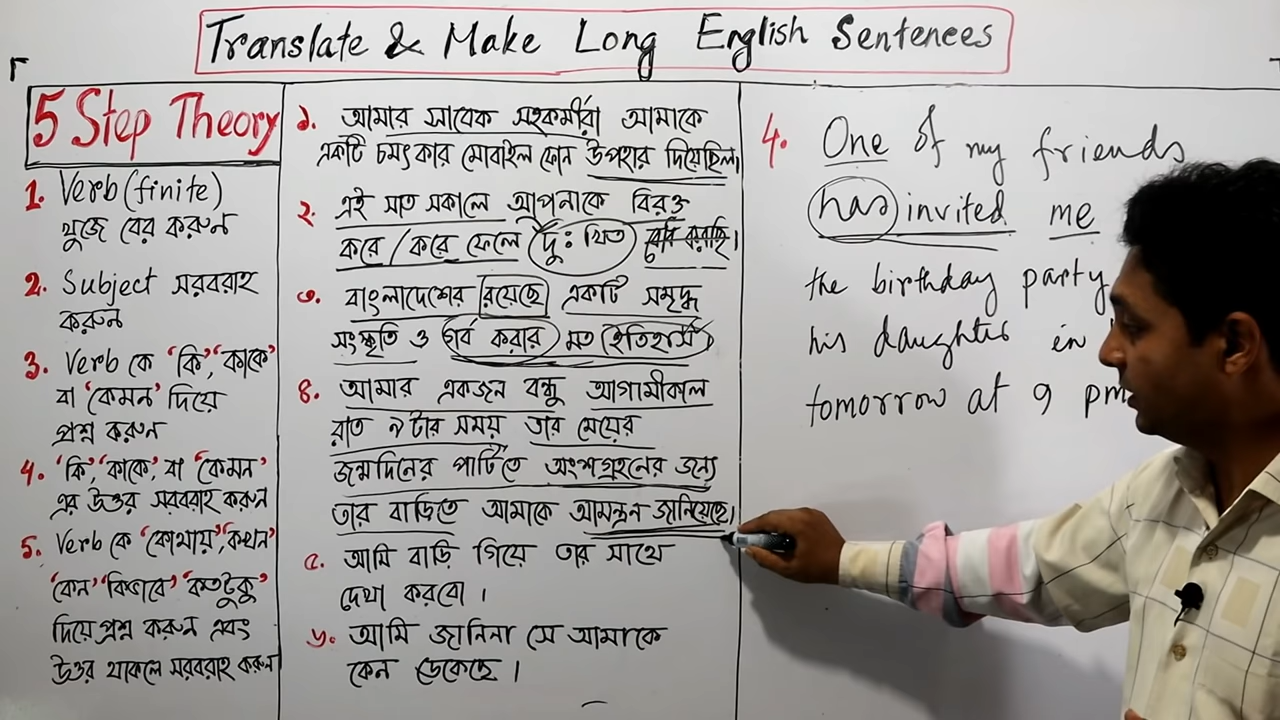 Translate & Make Long English Sentences
5 Step Theory
1. Verb (finite)
খুজে বের করুন
2. Subject সরবরাহ
করুন
3. Verb কে 'কি', 'কাকে'
বা 'কেমন' দিয়ে
প্রশ্ন করুন
4. 'কি', 'কাকে', বা 'কেমন'
এর উত্তর সরবরাহ করুন
5. Verb কে 'কোথায়', 'কখন'
'কেন' 'কিভাবে' 'কতটুকু'
দিয়ে প্রশ্ন করুন এবং
উত্তর থাকলে সরবরাহ করুন
১. আমার সাবেক সহকর্মীরা আমাকে
একটি চমৎকার মোবাইল ফোন উপহার দিয়েছিল।
২. এই সাত সকালে আপনাকে বিরক্ত
করে / করে ফেলে দু: খিত
৩. বাংলাদেশের রয়েছে একটি সমৃদ্ধ
সংস্কৃতি ও গর্ব করার মত ইতিহাস
৪. আমার একজন বন্ধু আগামীকাল
রাত ৯টার সময় তার মেয়ের
জন্মদিনের পার্টিতে অংশগ্রহনের জন্য
তার বাড়িতে আমাকে আমন্ত্রন জানিয়েছে।
৫. আমি বাড়ি গিয়ে তার সাথে
দেখা করবো ।
৬. আমি জানিনা সে আমাকে
কেন ডেকেছে ।
4. One of my friends
has invited me
the birthday party
his daughter in
tomorrow at 9 pm